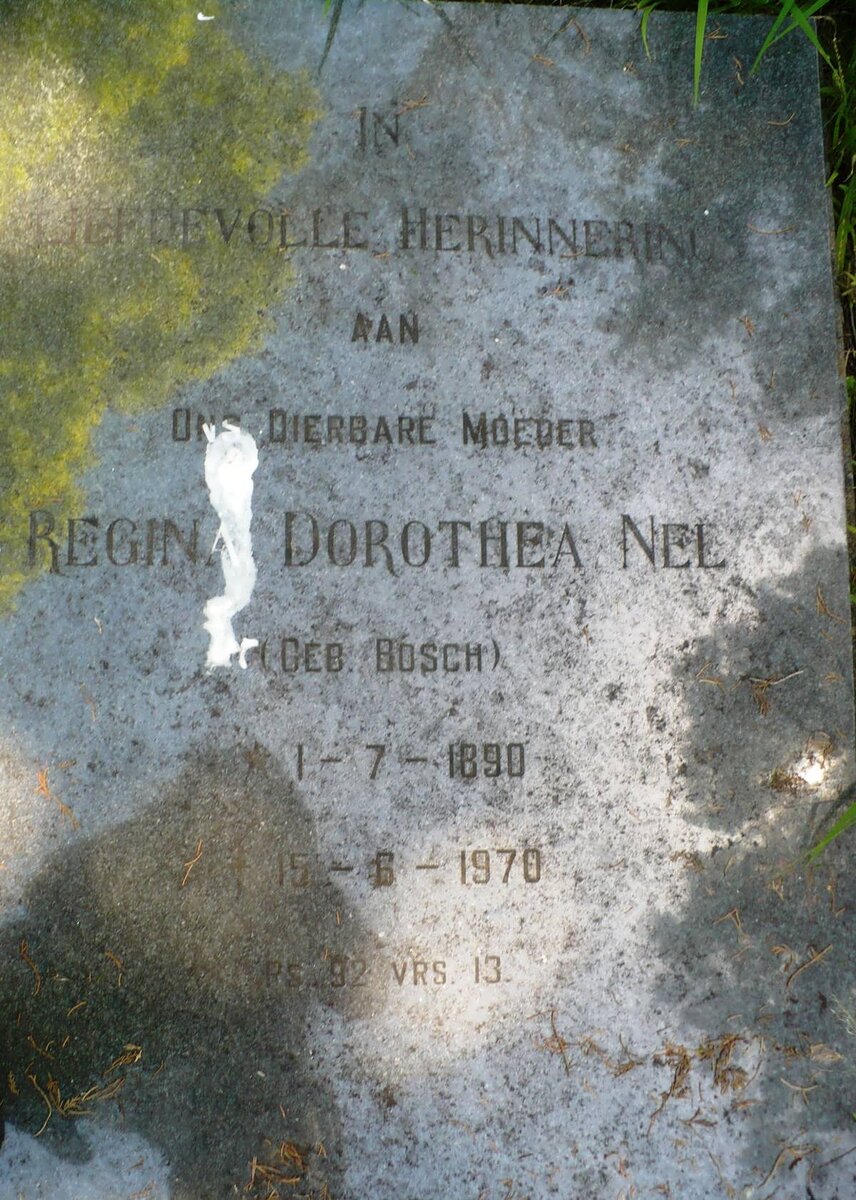 IN
LIEFDEVOLLE HERINNERING
AAN
ONS DIERBARE MOEDER
REGINA DOROTHEA NEL
(GEB. BOSCH)
* 1 - 7 - 1890
† 15 - 6 - 1970
PS. 92 VRS. 13.